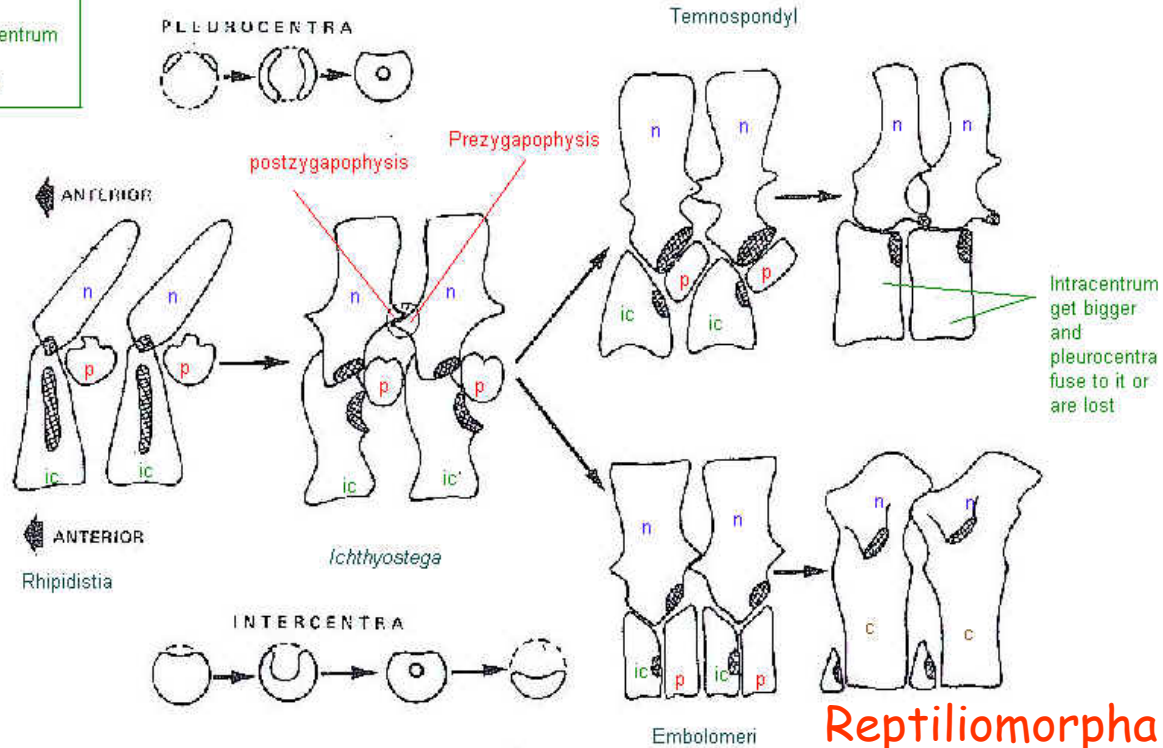 entrum
PLEUROCENTRA
Temnospondyl
n
n
n
n
Prezygapophysis
postzygapophysis
ANTERIOR
n
n
n
n
p
p
ic
ic
Intracentrum
get bigger
and
pleurocentra
fuse to it or
are lost
p
p
p
p
ic
ic
ic
ic
ANTERIOR
Ichthyostega
Rhipidistia
n
n
n
n
INTERCENTRA
c
c
ic
p
ic
p
Embolomeri
Reptiliomorpha